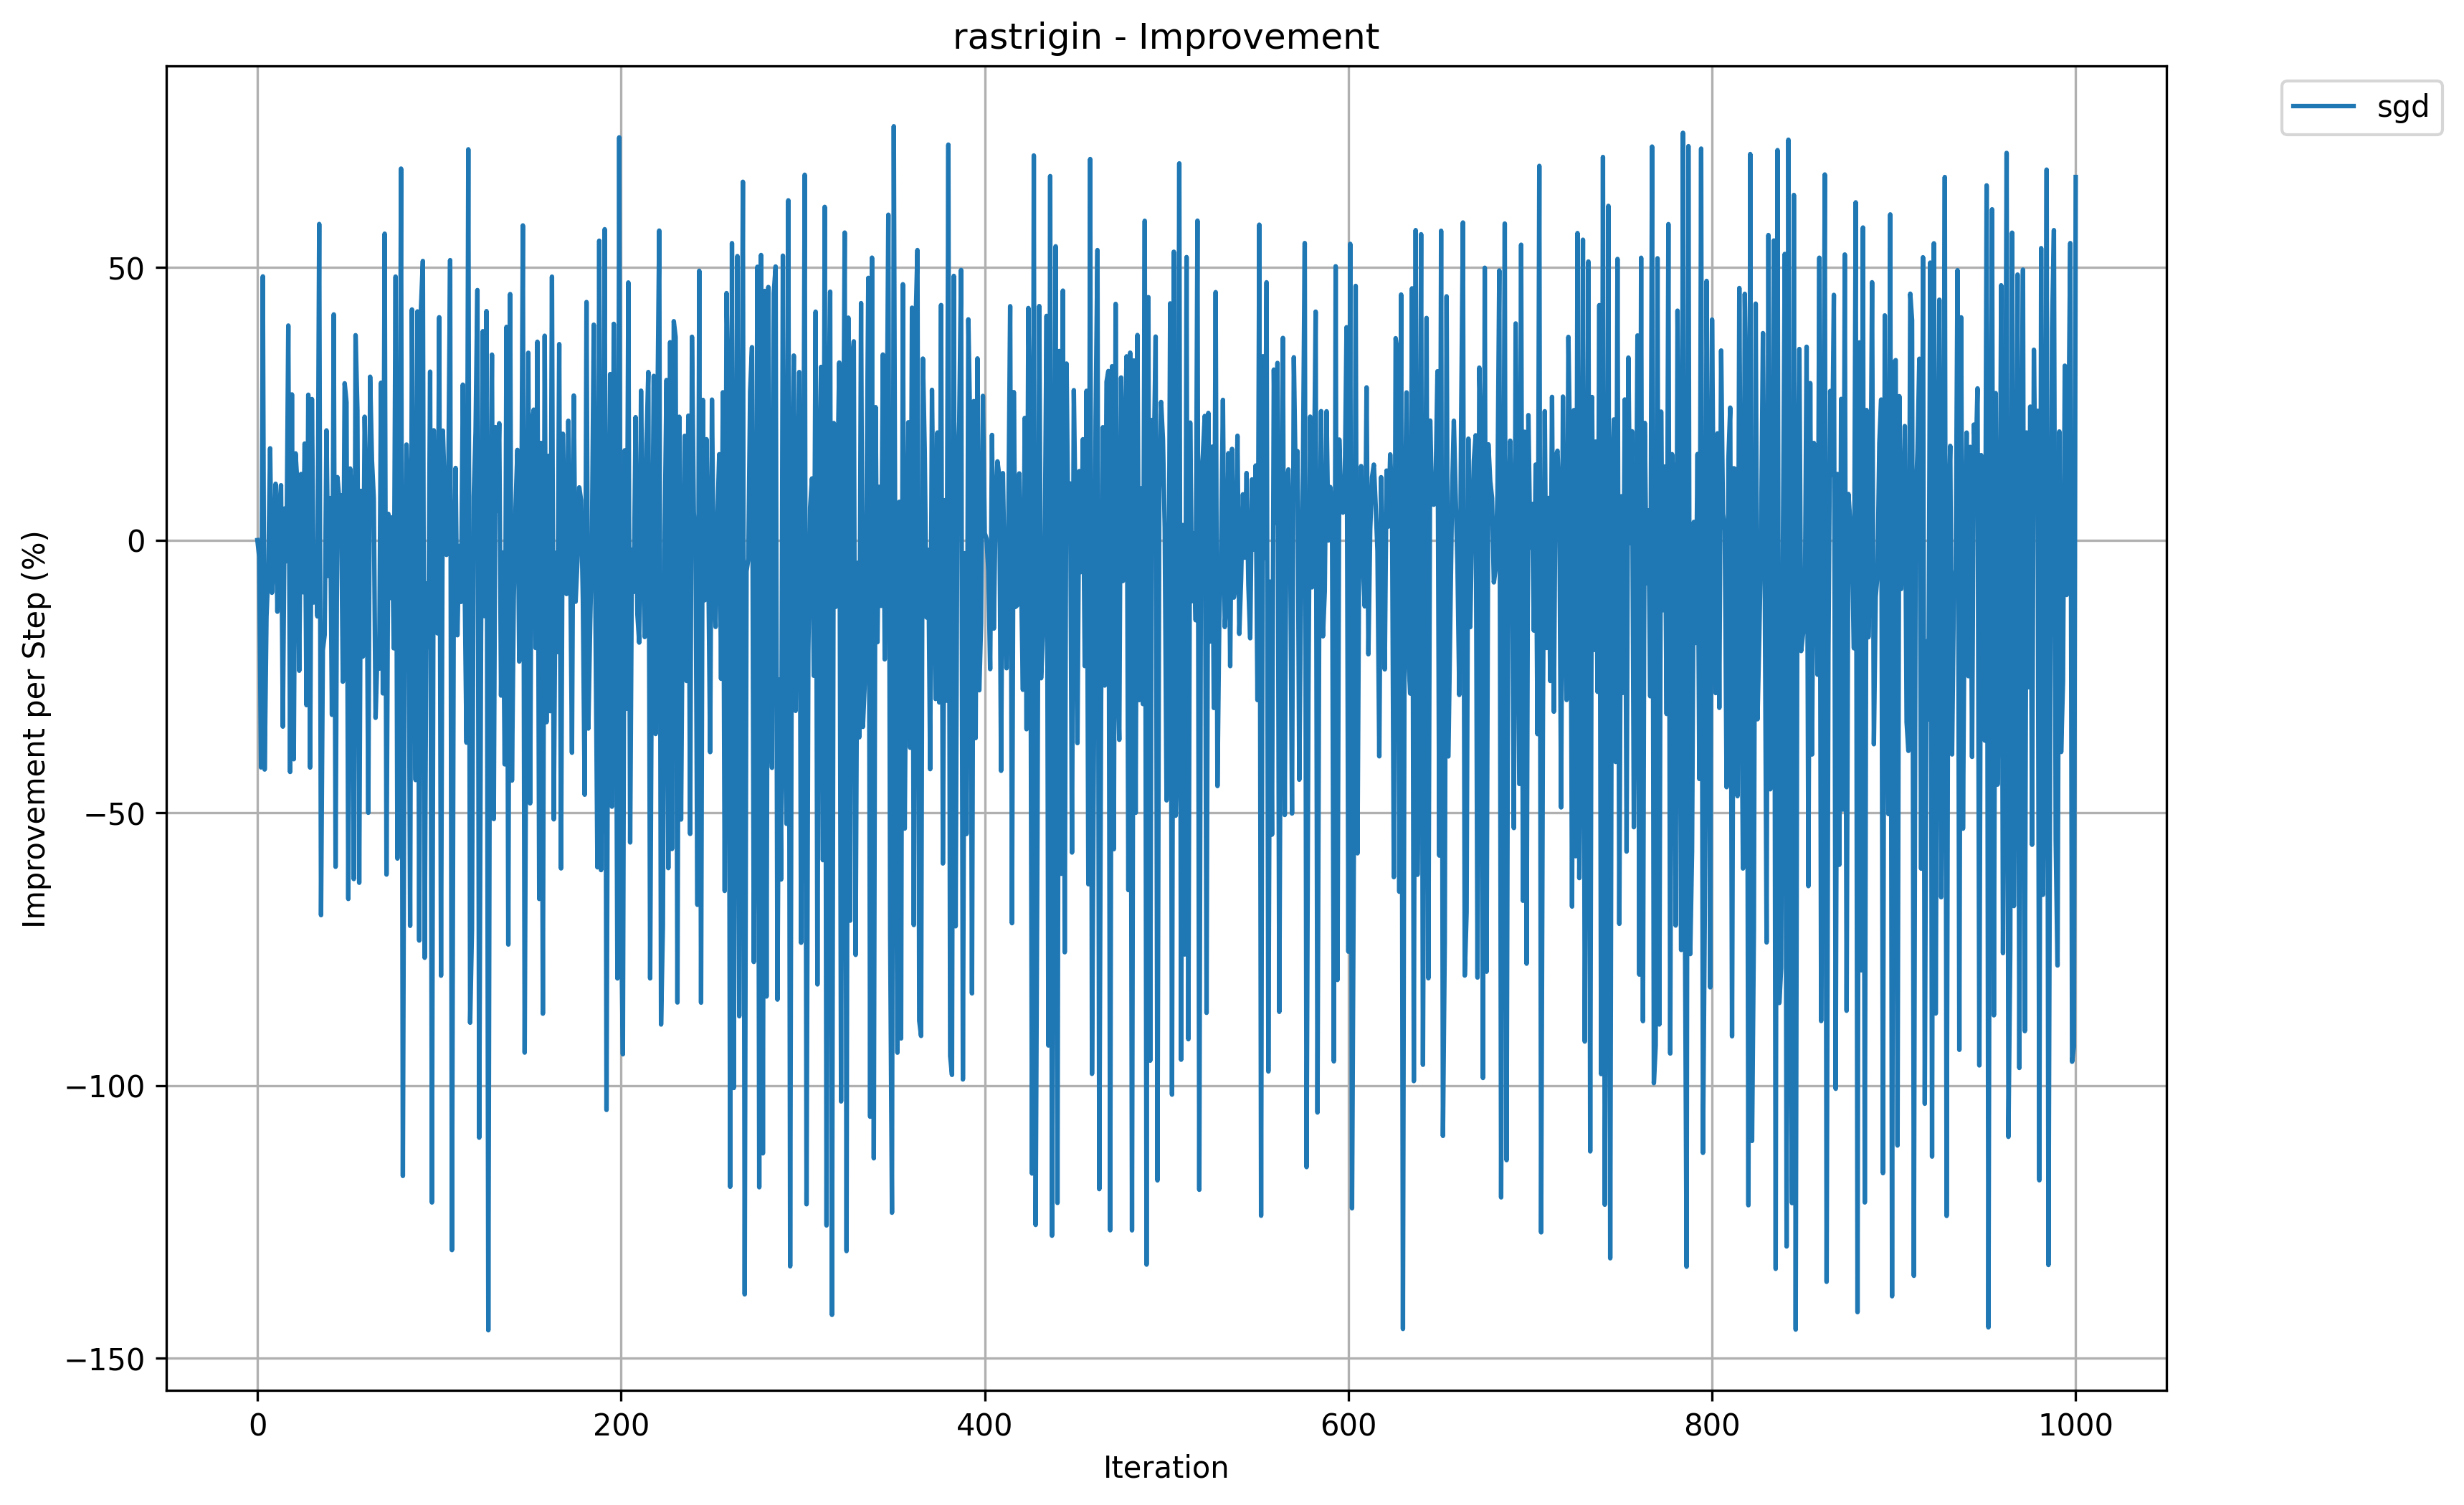 rastrigin - Improvement
sgd
Improvement per Step (%)
50
0
−50
−100
−150
0 200 400 600 800 1000
Iteration